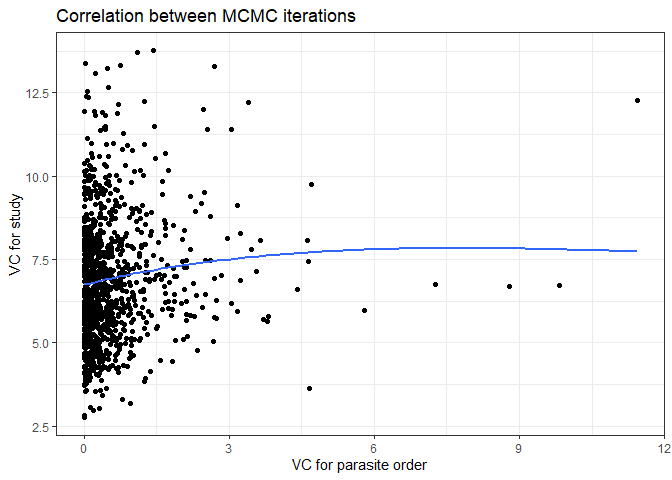 Correlation between MCMC iterations
VC for study
12.5
10.0
7.5
5.0
2.5
0 3 6 9 12
VC for parasite order